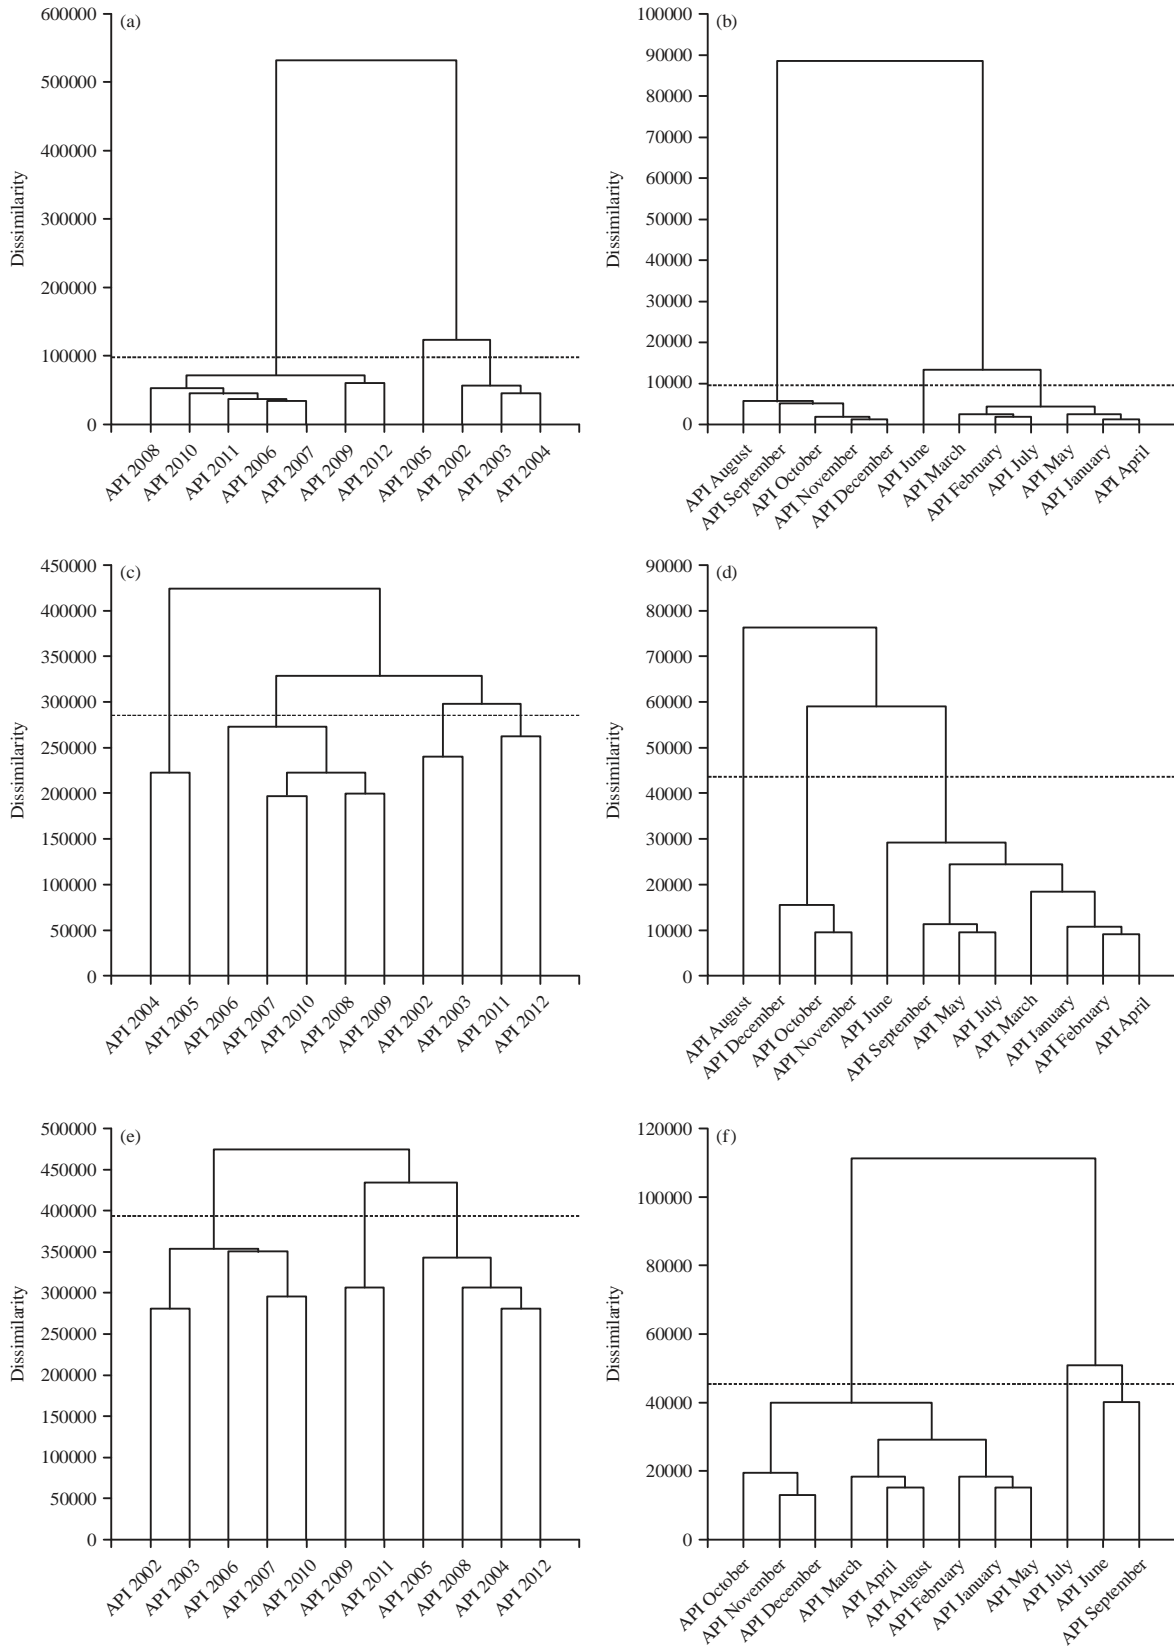 (a)
600000
500000
400000
300000
200000
100000
0
Dissimilarity
API 2008
API 2010
API 2011
API 2006
API 2007
API 2009
API 2012
API 2005
API 2002
API 2003
API 2004
(b)
100000
90000
80000
70000
60000
50000
40000
30000
20000
10000
0
Dissimilarity
API August
API September
API October
API November
API December
API June
API March
API February
API July
API May
API January
API April
(c)
450000
400000
350000
300000
250000
200000
150000
100000
50000
0
Dissimilarity
API 2004
API 2005
API 2006
API 2007
API 2010
API 2008
API 2009
API 2002
API 2003
API 2011
API 2012
(d)
90000
80000
70000
60000
50000
40000
30000
20000
10000
0
Dissimilarity
API August
API December
API October
API November
API June
API September
API May
API July
API March
API January
API February
API April
(e)
500000
450000
400000
350000
300000
250000
200000
150000
100000
50000
0
Dissimilarity
API 2002
API 2003
API 2006
API 2007
API 2010
API 2009
API 2011
API 2005
API 2008
API 2004
API 2012
(f)
120000
100000
80000
60000
40000
20000
0
Dissimilarity
API October
API November
API December
API March
API April
API August
API February
API January
API May
API July
API June
API September